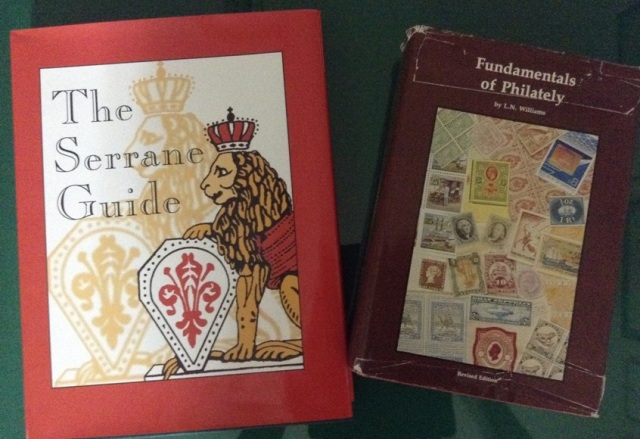 The
Serrane
Guide
Fundamentals
of Philately
by L.N. Williams
Revised Edition